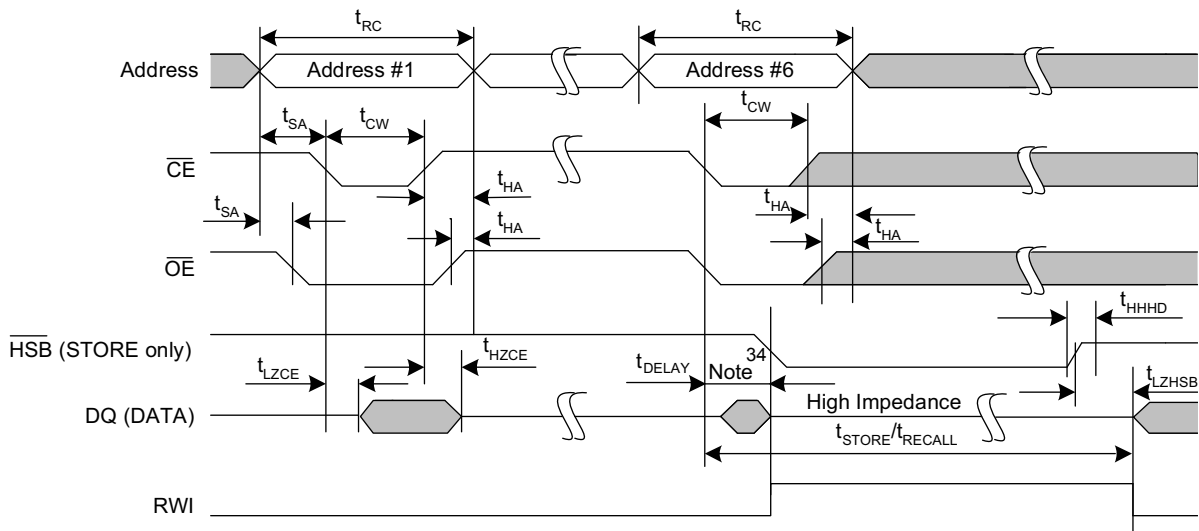 tRC tRC
Address Address #1 Address #6
tCW
tSA tCW
CE
tHA
tSA tHA
tHA tHA
OE
tHHHD
HSB (STORE only)
tLZCE tHZCE tDELAY Note 34 tLZHSB
DQ (DATA) High Impedance
tSTORE/tRECALL
RWI